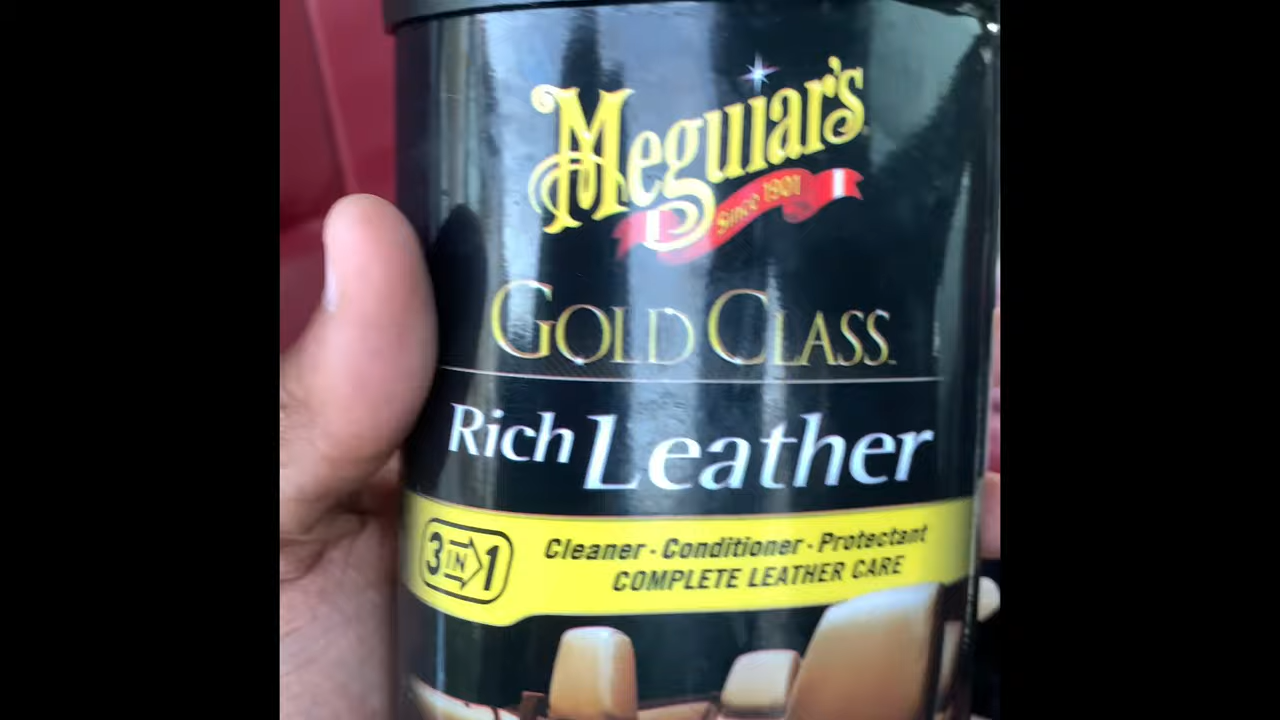 Meguiar's
Since 1901
GOLD CLASS
Rich Leather
3 IN 1
Cleaner · Conditioner · Protectant
COMPLETE LEATHER CARE